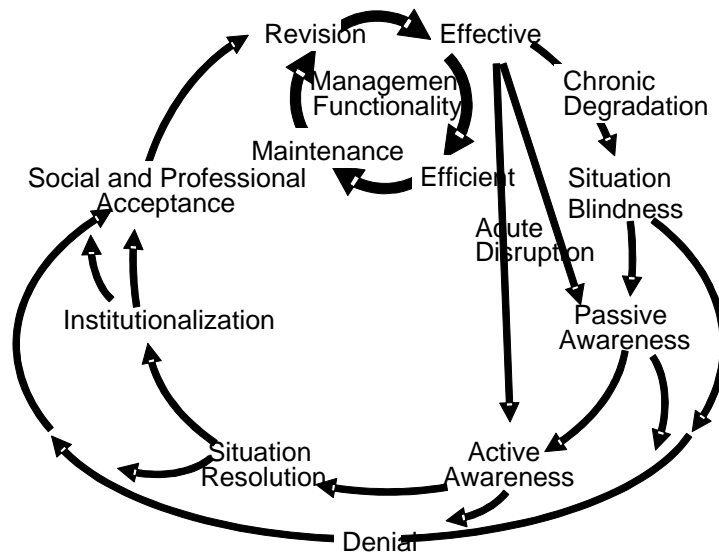 Revision
Effective
Management
Functionality
Chronic
Degradation
Maintenance
Efficient
Social and Professional
Acceptance
Situation
Blindness
Acute
Disruption
Institutionalization
Passive
Awareness
Situation
Resolution
Active
Awareness
Denial